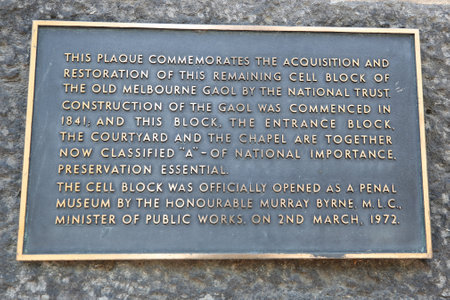 THIS PLAQUE COMMEMORATES THE ACQUISITION AND
RESTORATION OF THIS REMAINING CELL BLOCK OF
THE OLD MELBOURNE GAOL BY THE NATIONAL TRUST.
CONSTRUCTION OF THE GAOL WAS COMMENCED IN
1841, AND THIS BLOCK, THE ENTRANCE BLOCK,
THE COURTYARD AND THE CHAPEL ARE TOGETHER
NOW CLASSIFIED "A"-OF NATIONAL IMPORTANCE,
PRESERVATION ESSENTIAL.
THE CELL BLOCK WAS OFFICIALLY OPENED AS A PENAL
MUSEUM BY THE HONOURABLE MURRAY BYRNE, M.L.C.,
MINISTER OF PUBLIC WORKS, ON 2ND MARCH, 1972.